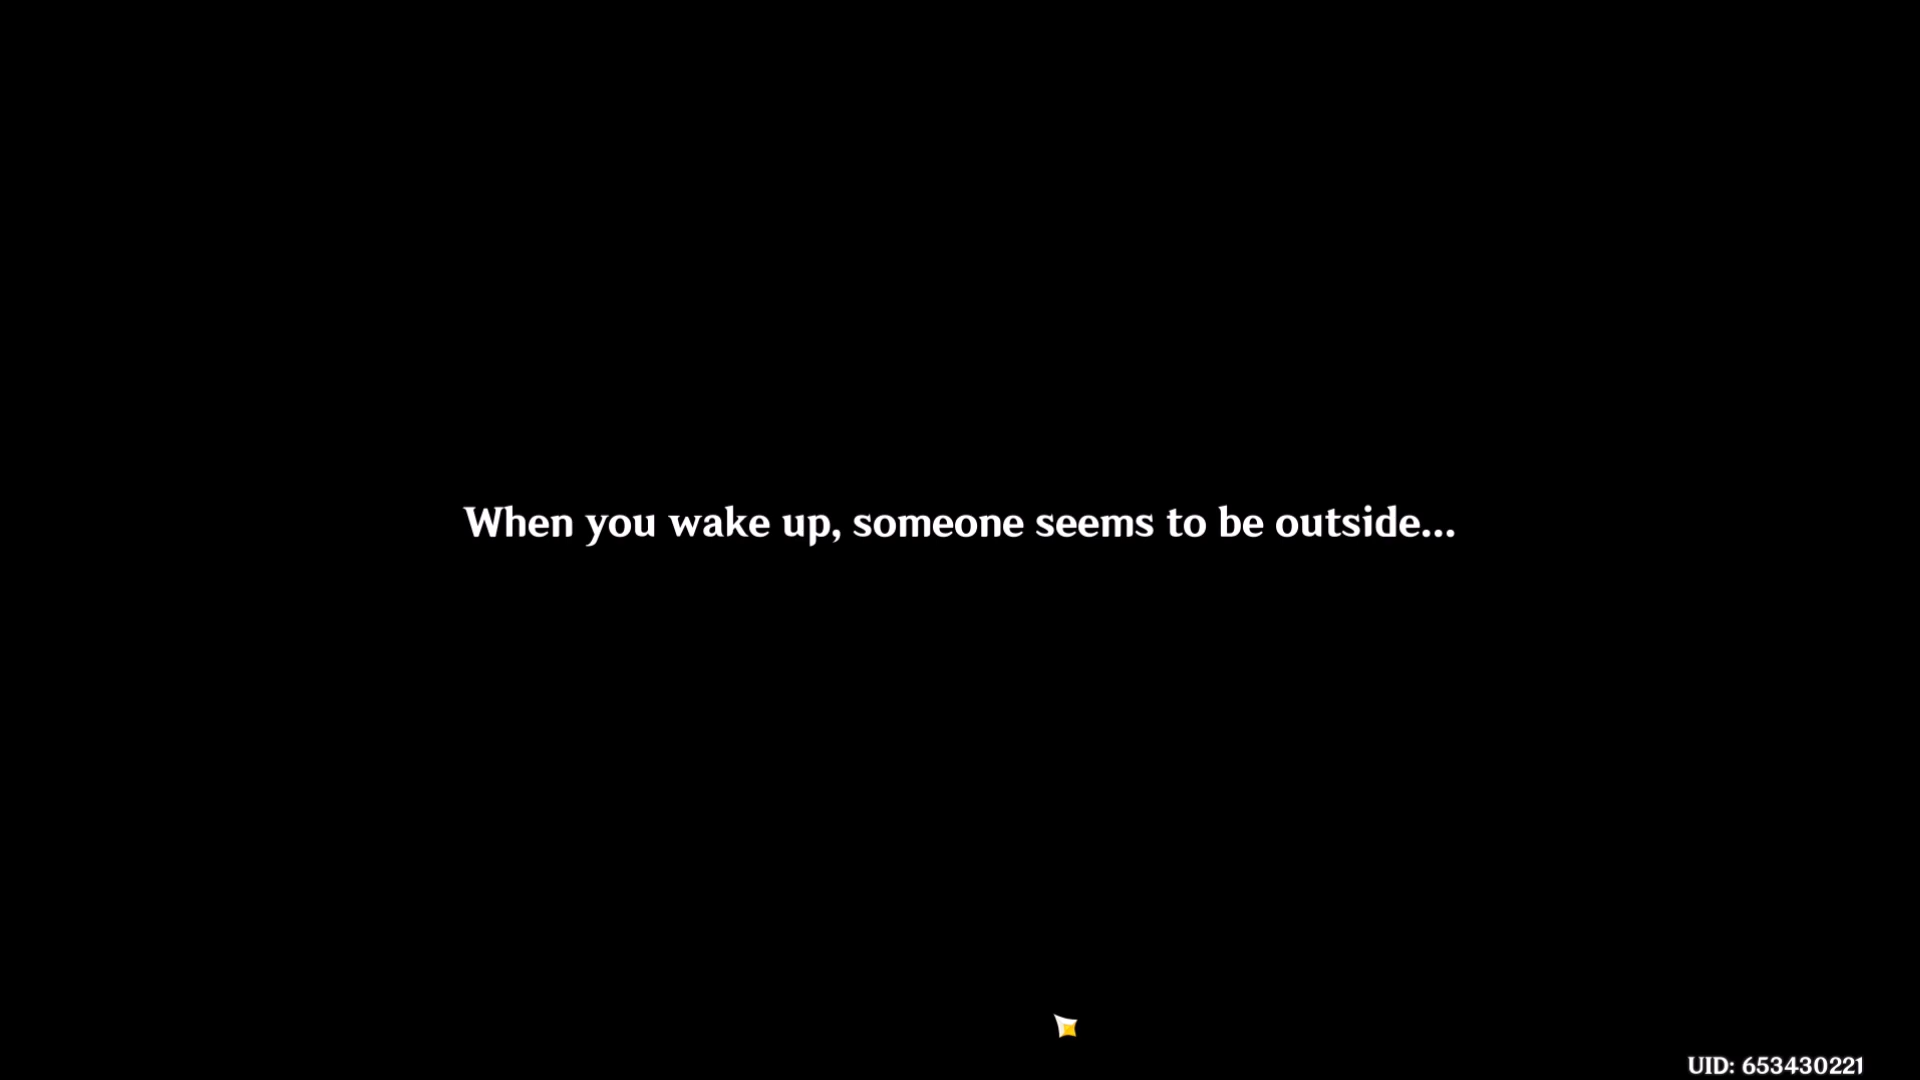 When you wake up, someone seems to be outside...
UID: 653430221